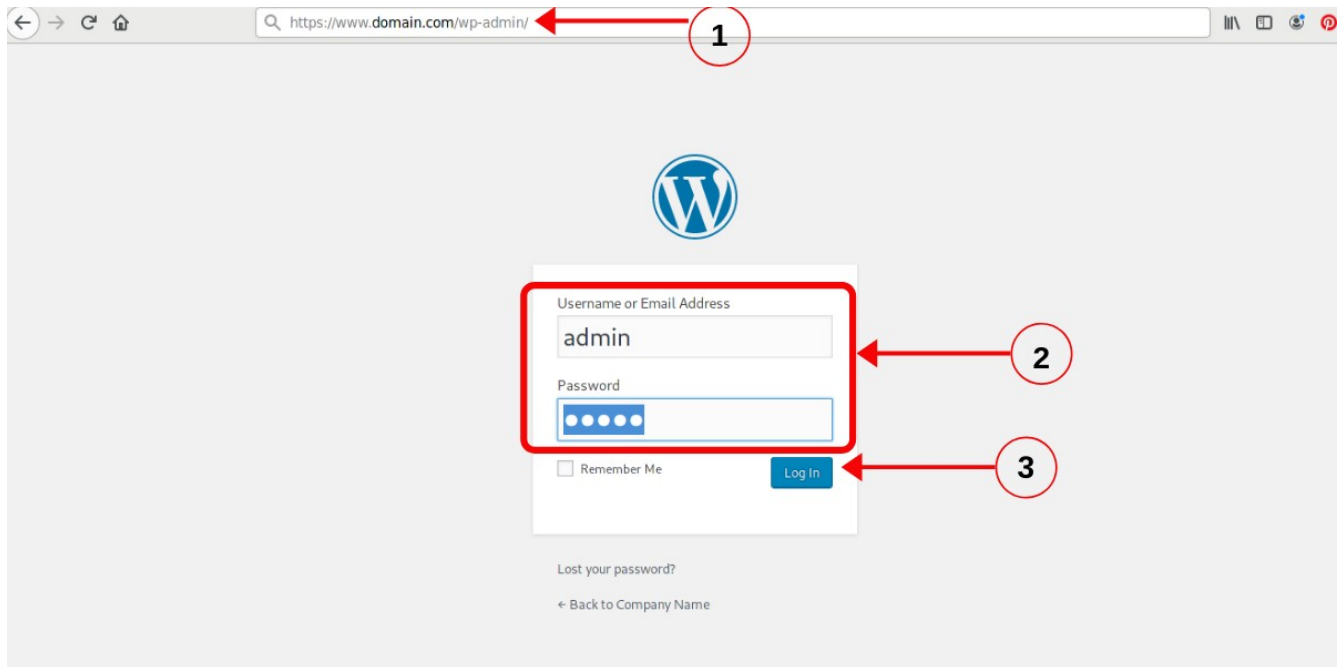 https://www.domain.com/wp-admin/
1
Username or Email Address
admin
2
Password
●●●●●
Remember Me
Log In
3
Lost your password?
← Back to Company Name